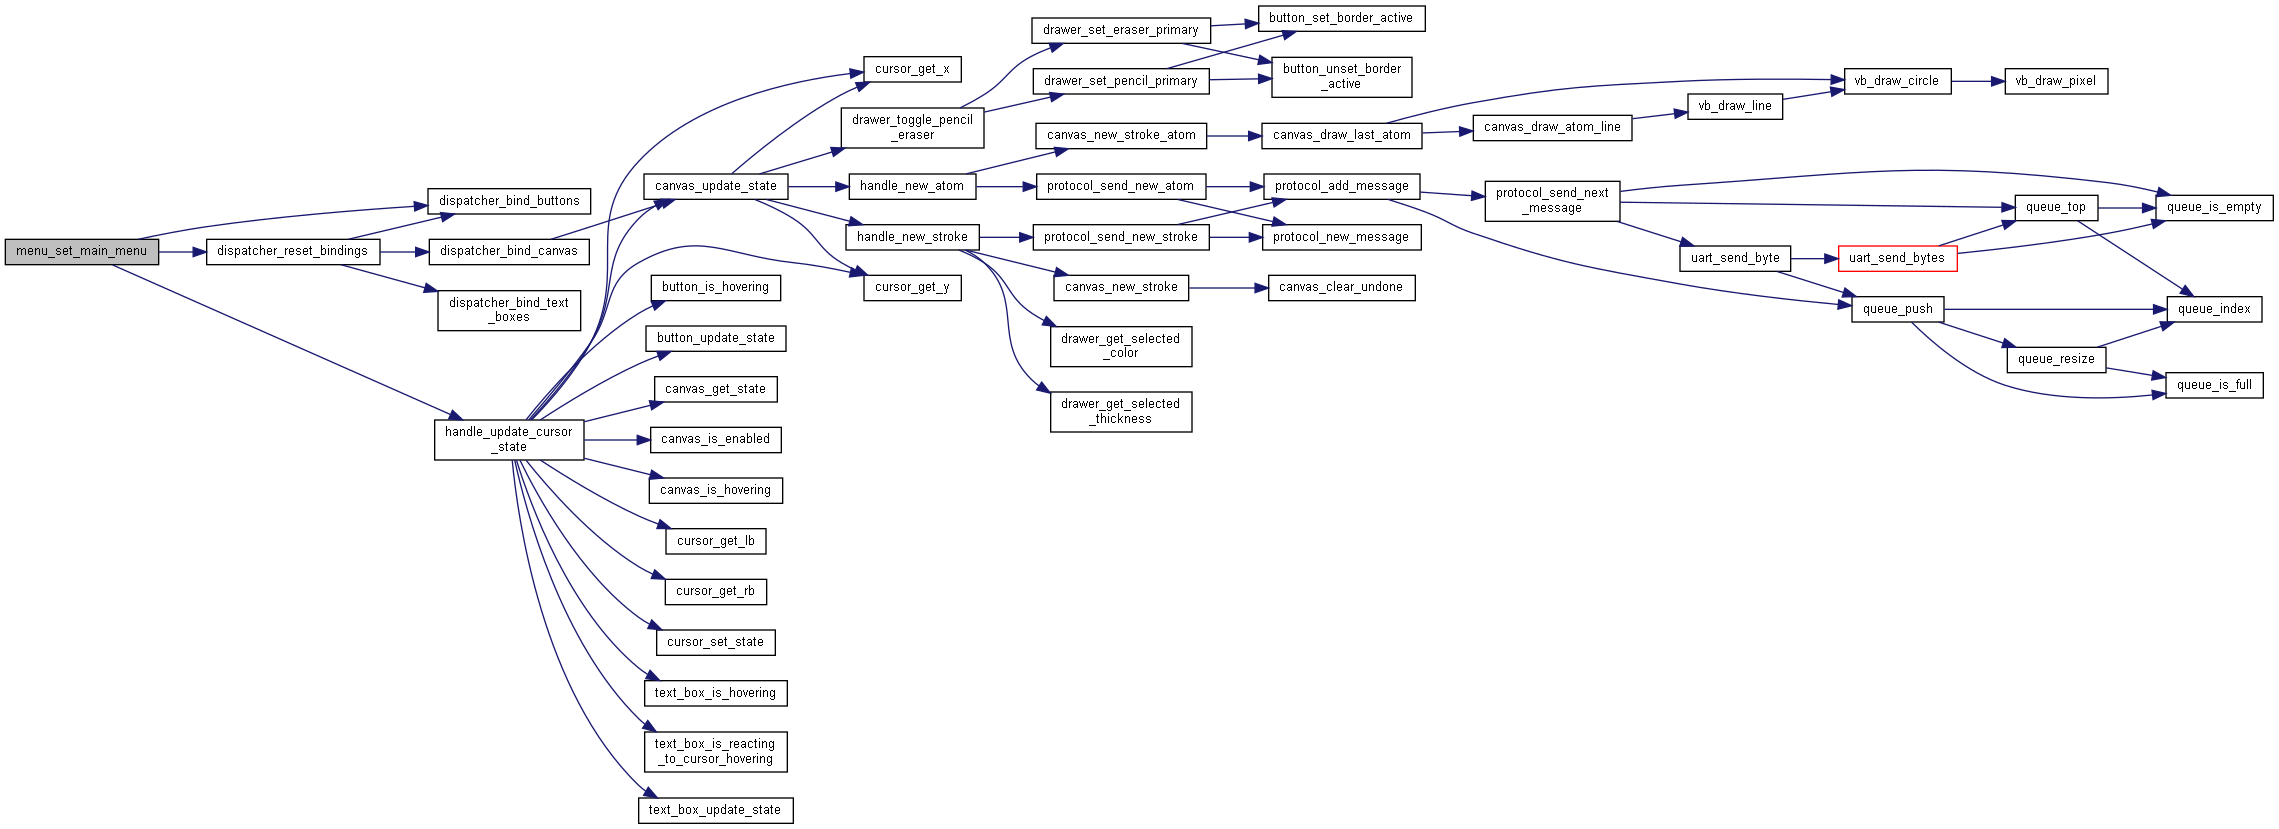 menu_set_main_menu
dispatcher_bind_buttons
dispatcher_reset_bindings
dispatcher_bind_canvas
dispatcher_bind_text
_boxes
handle_update_cursor
_state
canvas_update_state
button_is_hovering
button_update_state
canvas_get_state
canvas_is_enabled
canvas_is_hovering
cursor_get_lb
cursor_get_rb
cursor_set_state
text_box_is_hovering
text_box_is_reacting
_to_cursor_hovering
text_box_update_state
cursor_get_x
drawer_toggle_pencil
_eraser
handle_new_atom
handle_new_stroke
cursor_get_y
drawer_set_eraser_primary
drawer_set_pencil_primary
canvas_new_stroke_atom
protocol_send_new_atom
protocol_send_new_stroke
canvas_new_stroke
drawer_get_selected
_color
drawer_get_selected
_thickness
button_set_border_active
button_unset_border
_active
canvas_draw_last_atom
protocol_add_message
protocol_new_message
canvas_clear_undone
canvas_draw_atom_line
protocol_send_next
_message
vb_draw_line
uart_send_byte
vb_draw_circle
uart_send_bytes
queue_push
vb_draw_pixel
queue_top
queue_resize
queue_is_empty
queue_index
queue_is_full